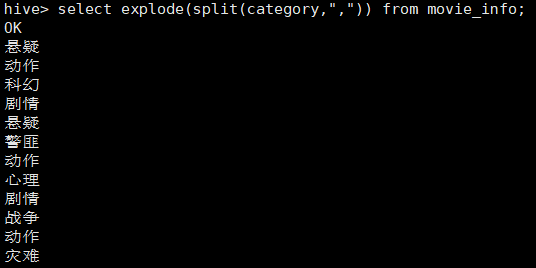 hive> select explode(split(category,",")) from movie_info;
OK
悬疑
动作
科幻
剧情
悬疑
警匪
动作
心理
剧情
战争
动作
灾难